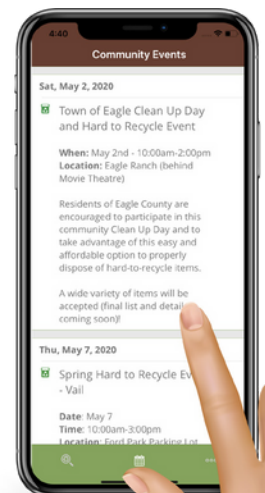 4:40
Community Events
Sat, May 2, 2020
Town of Eagle Clean Up Day
and Hard to Recycle Event
When: May 2nd - 10:00am-2:00pm
Location: Eagle Ranch (behind
Movie Theatre)
Residents of Eagle County are
encouraged to participate in this
community Clean Up Day and to
take advantage of this easy and
affordable option to properly
dispose of hard-to-recycle items.
A wide variety of items will be
accepted (final list and detail
coming soon)!
Thu, May 7, 2020
Spring Hard to Recycle Ev
- Vail
Date: May 7
Time: 10:00am-3:00pm
Location: Ford Park Parking Lot